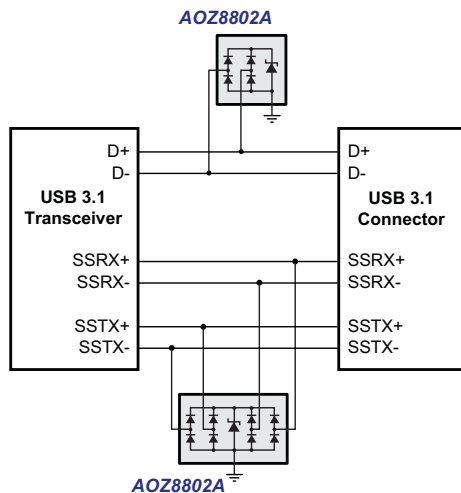 AOZ8802A
D+
D-
USB 3.1
Transceiver
SSRX+
SSRX-
SSTX+
SSTX-
D+
D-
USB 3.1
Connector
SSRX+
SSRX-
SSTX+
SSTX-
AOZ8802A